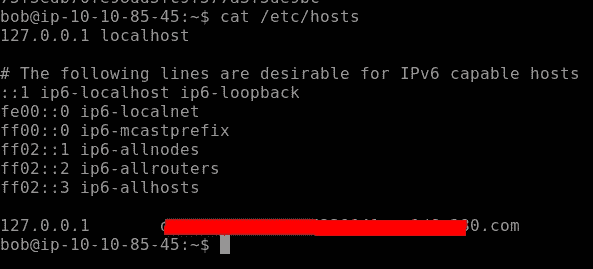 bob@ip-10-10-85-45:~$ cat /etc/hosts
127.0.0.1 localhost
# The following lines are desirable for IPv6 capable hosts
::1 ip6-localhost ip6-loopback
fe00::0 ip6-localnet
ff00::0 ip6-mcastprefix
ff02::1 ip6-allnodes
ff02::2 ip6-allrouters
ff02::3 ip6-allhosts
127.0.0.1
bob@ip-10-10-85-45:~$